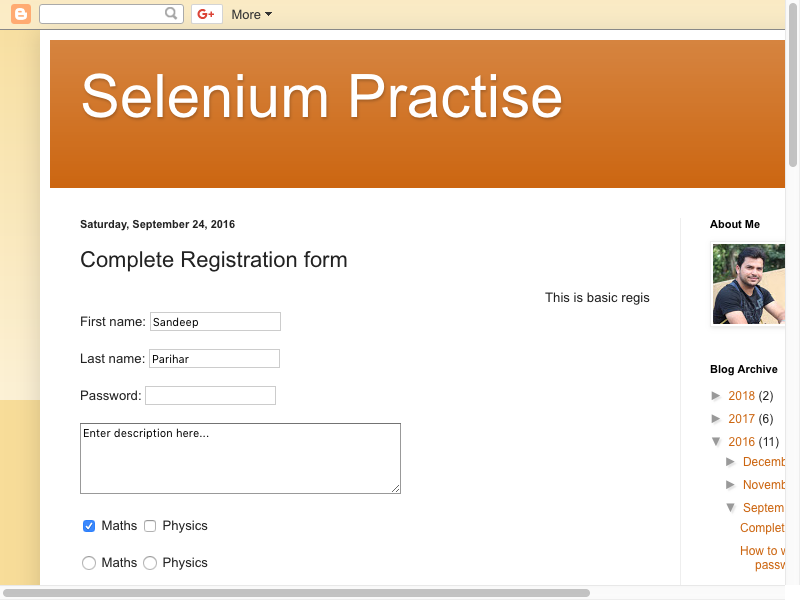 More
Selenium Practise
Saturday, September 24, 2016
Complete Registration form
This is basic regis
First name: Sandeep
Last name: Parihar
Password:
Enter description here...
Maths Physics
Maths Physics
About Me
Blog Archive
► 2018 (2)
► 2017 (6)
▼ 2016 (11)
► Decemb
► Novemb
▼ Septem
Complet
How to w
passw